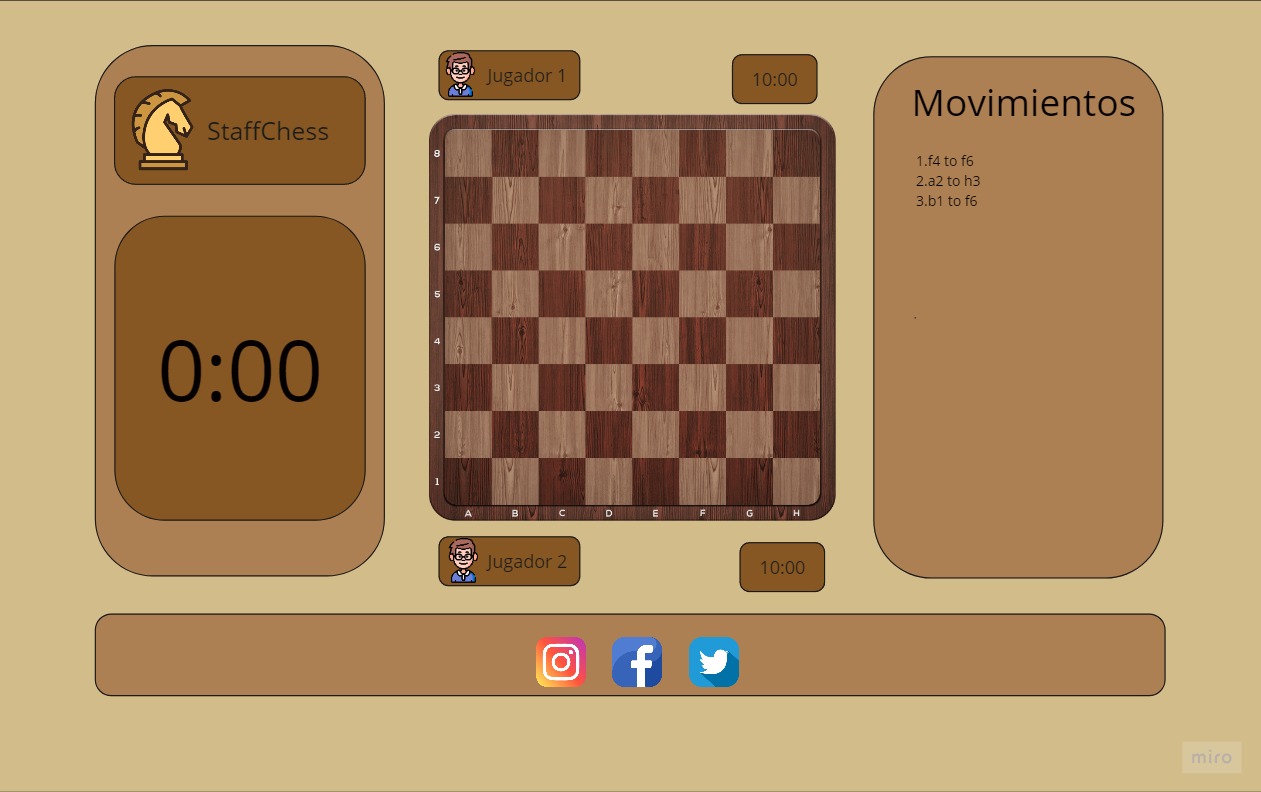 StaffChess
0:00
Jugador 1
10:00
8
7
6
5
4
3
2
1
A B C D E F G H
Jugador 2
10:00
Movimientos
1.f4 to f6
2.a2 to h3
3.b1 to f6
.
miro